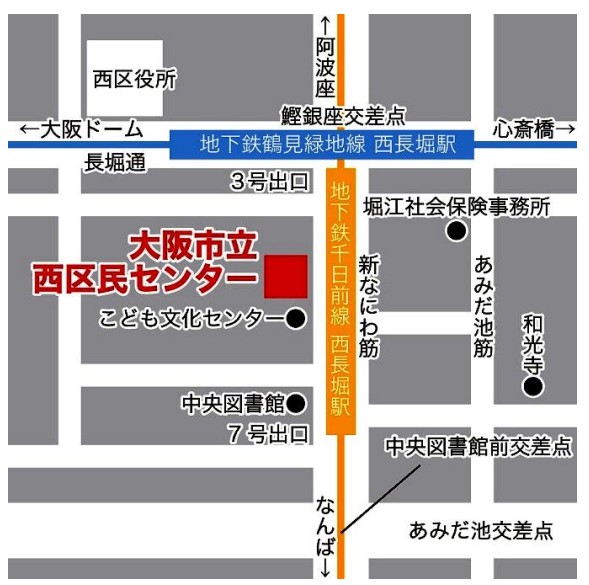 ↑阿波座
西区役所
鰹銀座交差点
←大阪ドーム
地下鉄鶴見緑地線 西長堀駅
心斎橋→
長堀通
3号出口
地下鉄千日前線 西長堀駅
堀江社会保険事務所
大阪市立
西区民センター
新なにわ筋
あみだ池筋
こども文化センター
和光寺
中央図書館
7号出口
中央図書館前交差点
なんば↓
あみだ池交差点